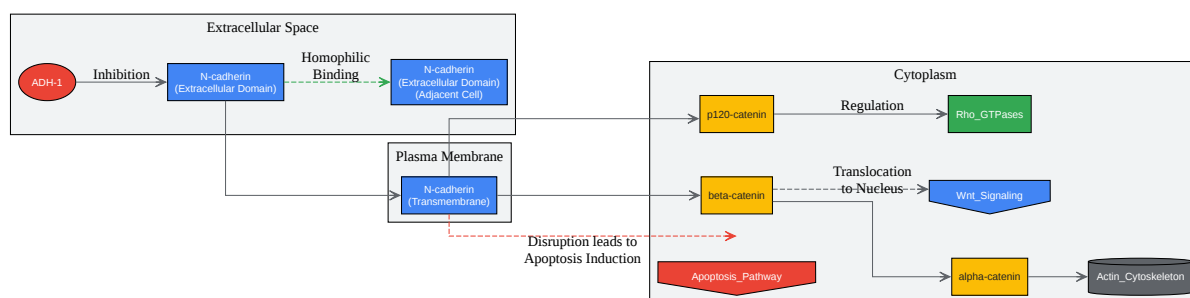 Extracellular Space
ADH-1
Inhibition
N-cadherin
(Extracellular Domain)
Homophilic
Binding
N-cadherin
(Extracellular Domain)
(Adjacent Cell)
Plasma Membrane
N-cadherin
(Transmembrane)
Disruption leads to
Apoptosis Induction
Cytoplasm
p120-catenin
Regulation
Rho_GTPases
beta-catenin
Translocation
to Nucleus
Wnt_Signaling
Apoptosis_Pathway
alpha-catenin
Actin_Cytoskeleton